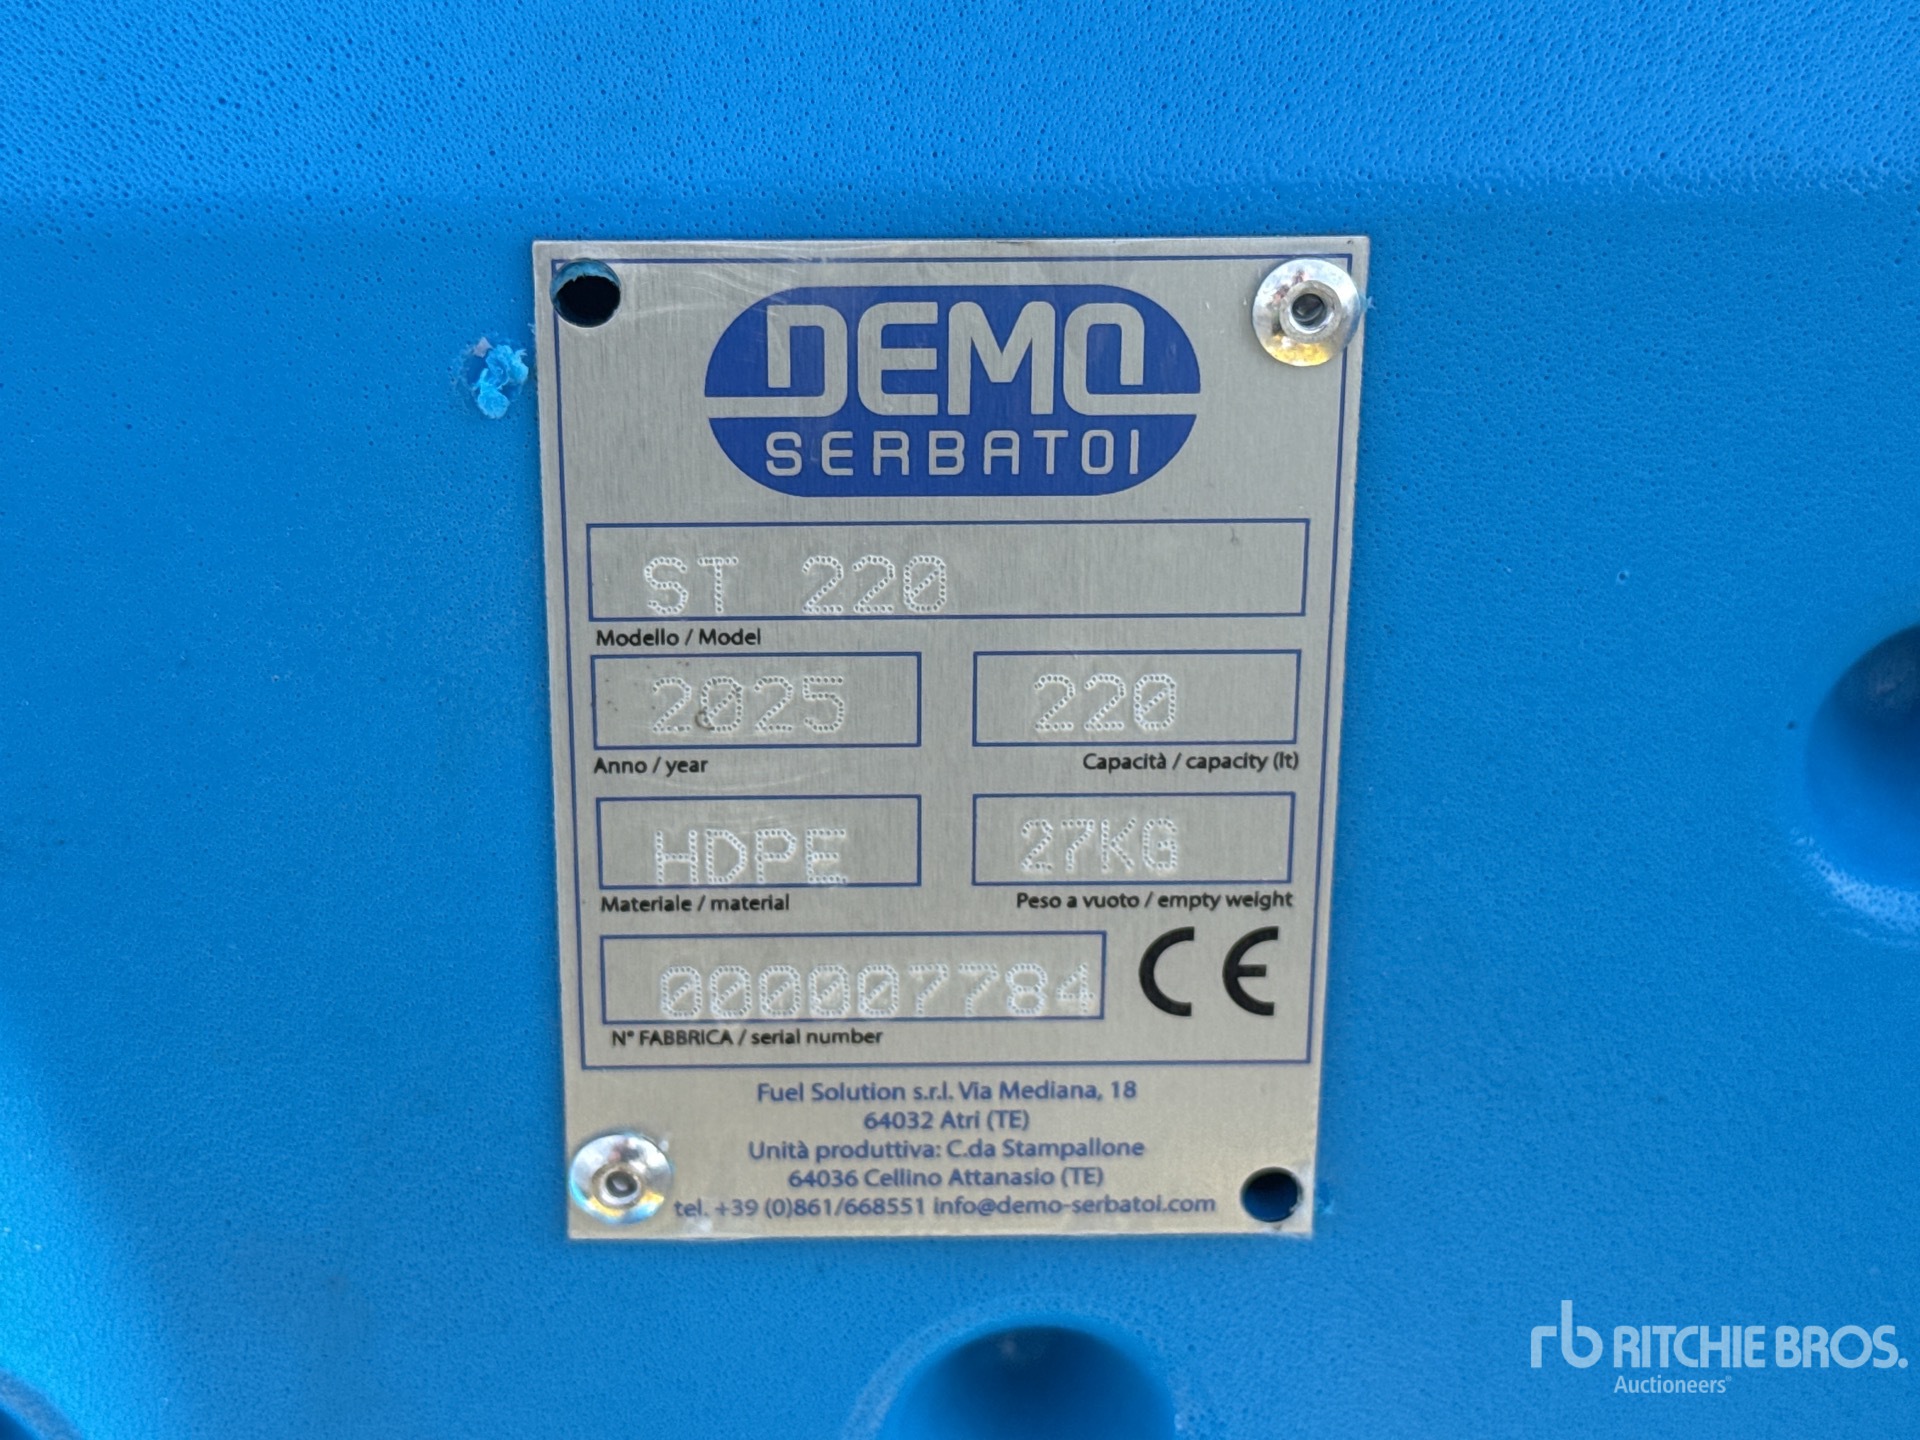 DEMO
SERBATOI
ST 220
Modello / Model
2025
220
Anno / year
Capacità / capacity (lt)
HDPE
27KG
Materiale / material
Peso a vuoto / empty weight
000007784
CE
N° FABBRICA / serial number
Fuel Solution s.r.l. Via Mediana, 18
64032 Atri (TE)
Unità produttiva: C.da Stampallone
64036 Cellino Attanasio (TE)
tel. +39 (0)861/668551 info@demo-serbatoi.com
rb RITCHIE BROS.
Auctioneers